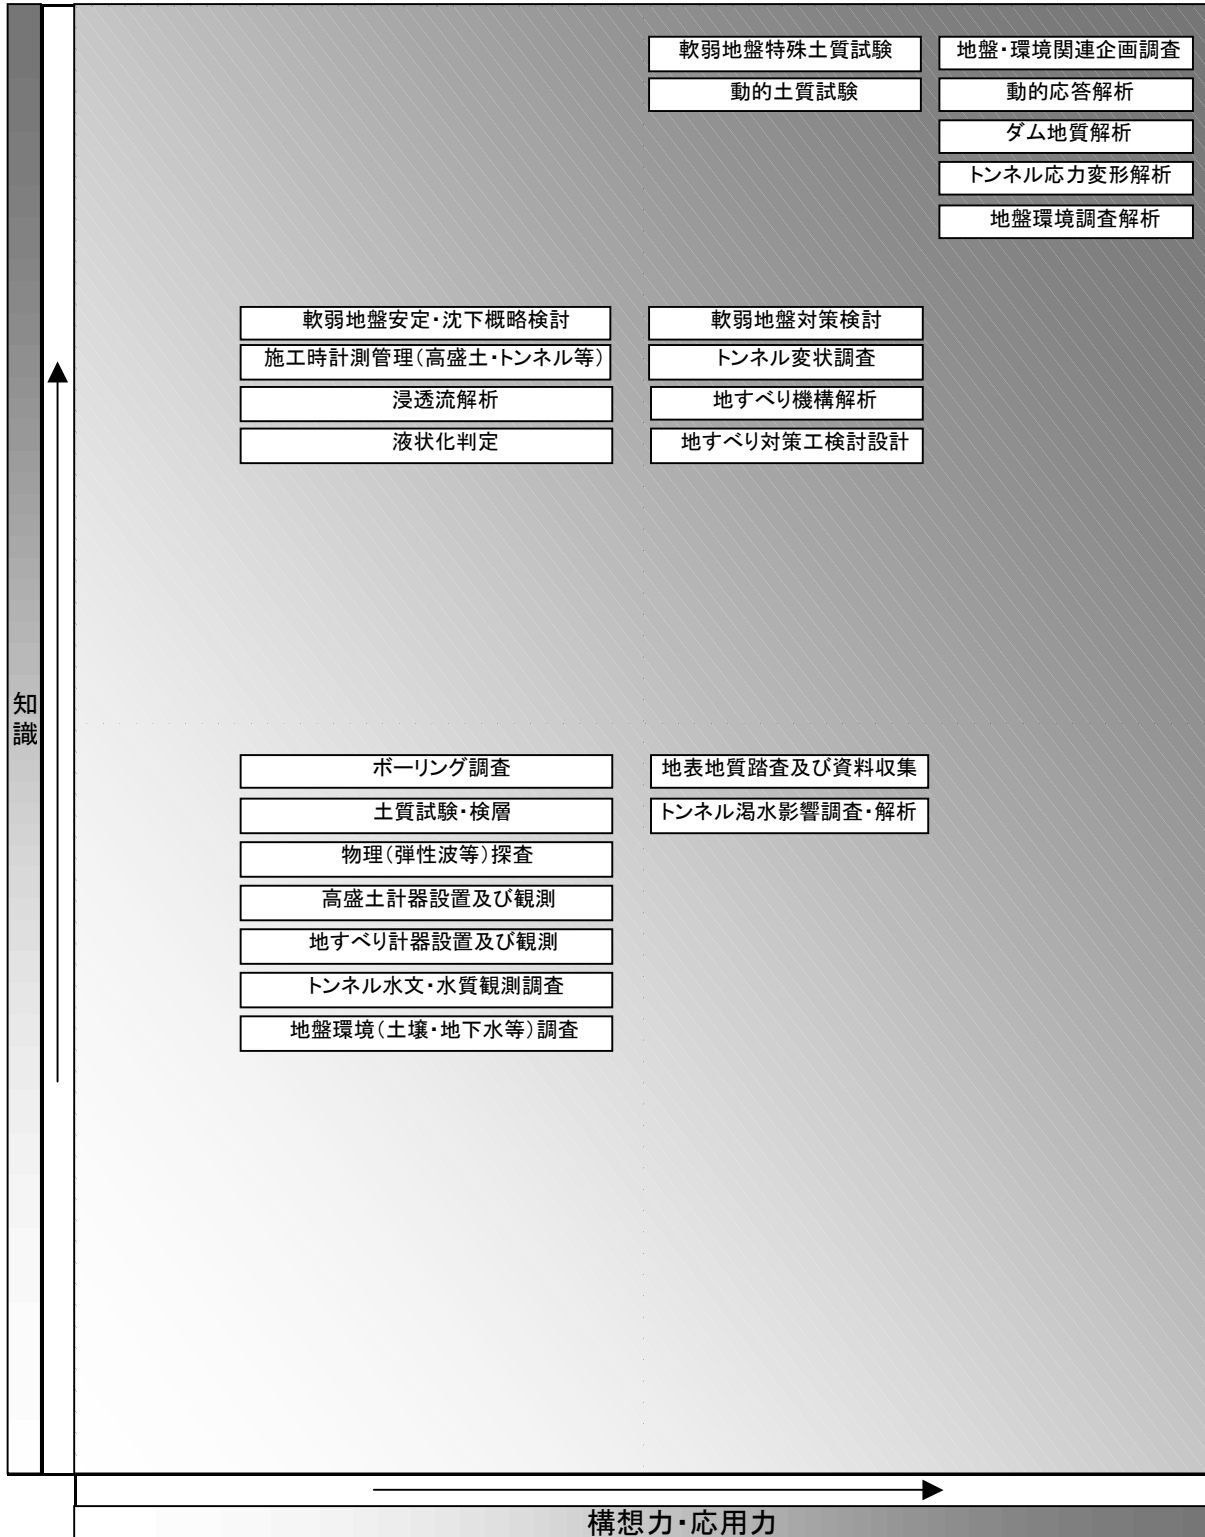 軟弱地盤特殊土質試験
地盤・環境関連企画調査
動的土質試験
動的応答解析
ダム地質解析
トンネル応力変形解析
地盤環境調査解析
軟弱地盤安定・沈下概略検討
軟弱地盤対策検討
施工時計測管理(高盛土・トンネル等)
トンネル変状調査
浸透流解析
地すべり機構解析
液状化判定
地すべり対策工検討設計
知
識
ボーリング調査
地表地質踏査及び資料収集
土質試験・検層
トンネル渇水影響調査・解析
物理(弾性波等)探査
高盛土計器設置及び観測
地すべり計器設置及び観測
トンネル水文・水質観測調査
地盤環境(土壌・地下水等)調査
構想力・応用力